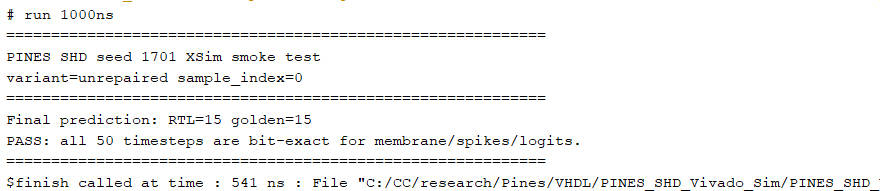 # run 1000ns
============================================================
PINES SHD seed 1701 XSim smoke test
variant=unrepaired sample_index=0
============================================================
Final prediction: RTL=15 golden=15
PASS: all 50 timesteps are bit-exact for membrane/spikes/logits.
============================================================
$finish called at time : 541 ns : File "C:/CC/research/Pines/VHDL/PINES_SHD_Vivado_Sim/PINES_SHD_